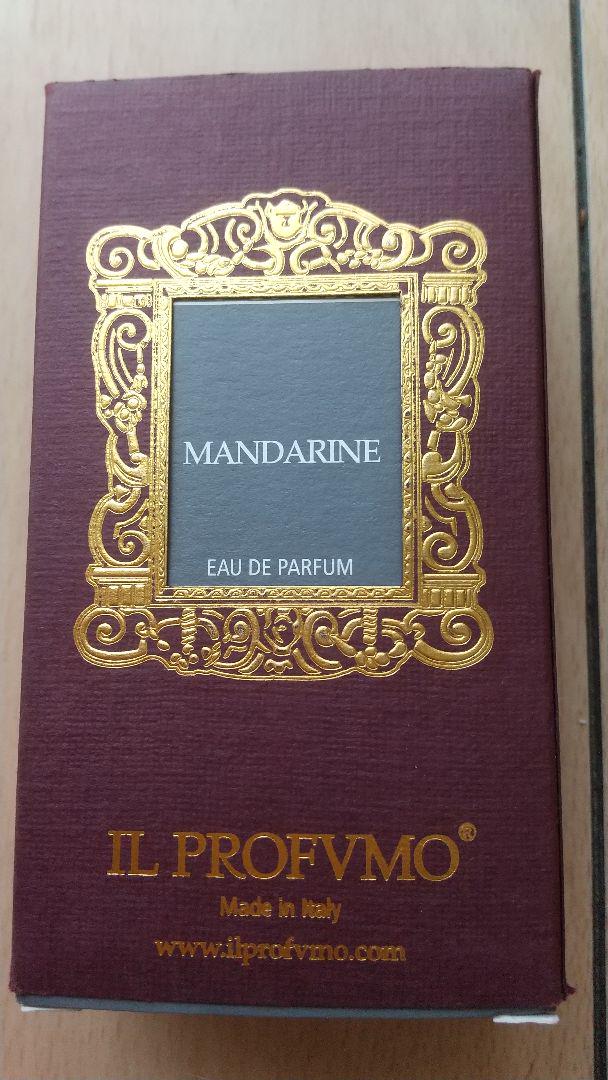 MANDARINE
EAU DE PARFUM
IL PROFVMO®
Made in Italy
www.ilprofvmo.com